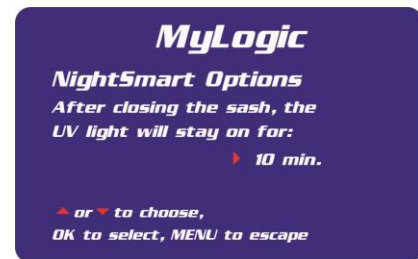 MyLogic
NightSmart Options
After closing the sash, the
UV light will stay on for:
10 min.
or to choose,
OK to select, MENU to escape